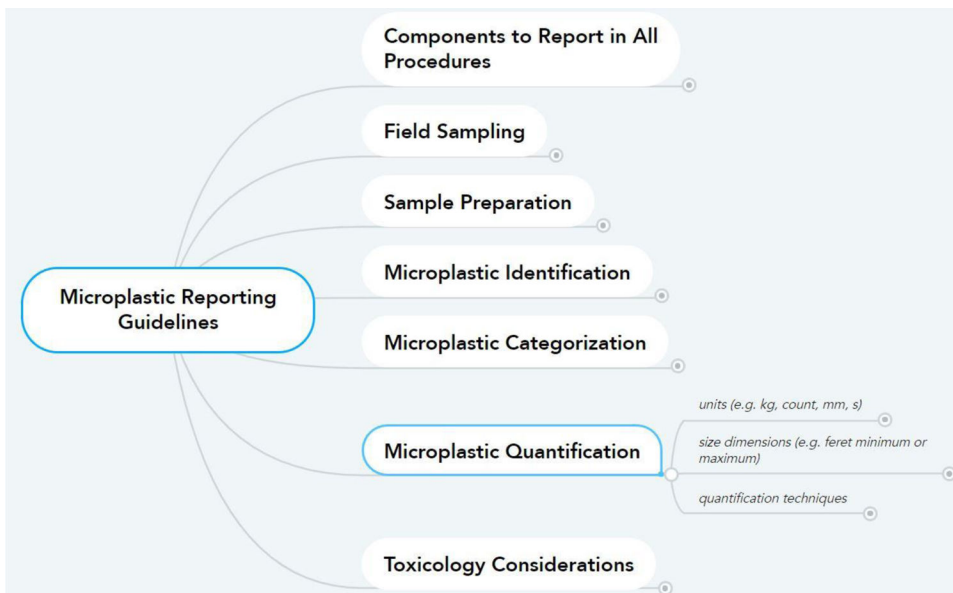 Components to Report in All
Procedures
Field Sampling
Sample Preparation
Microplastic Identification
Microplastic Reporting
Guidelines
Microplastic Categorization
units (e.g. kg, count, mm, s)
size dimensions (e.g. feret minimum or
maximum)
Microplastic Quantification
quantification techniques
Toxicology Considerations